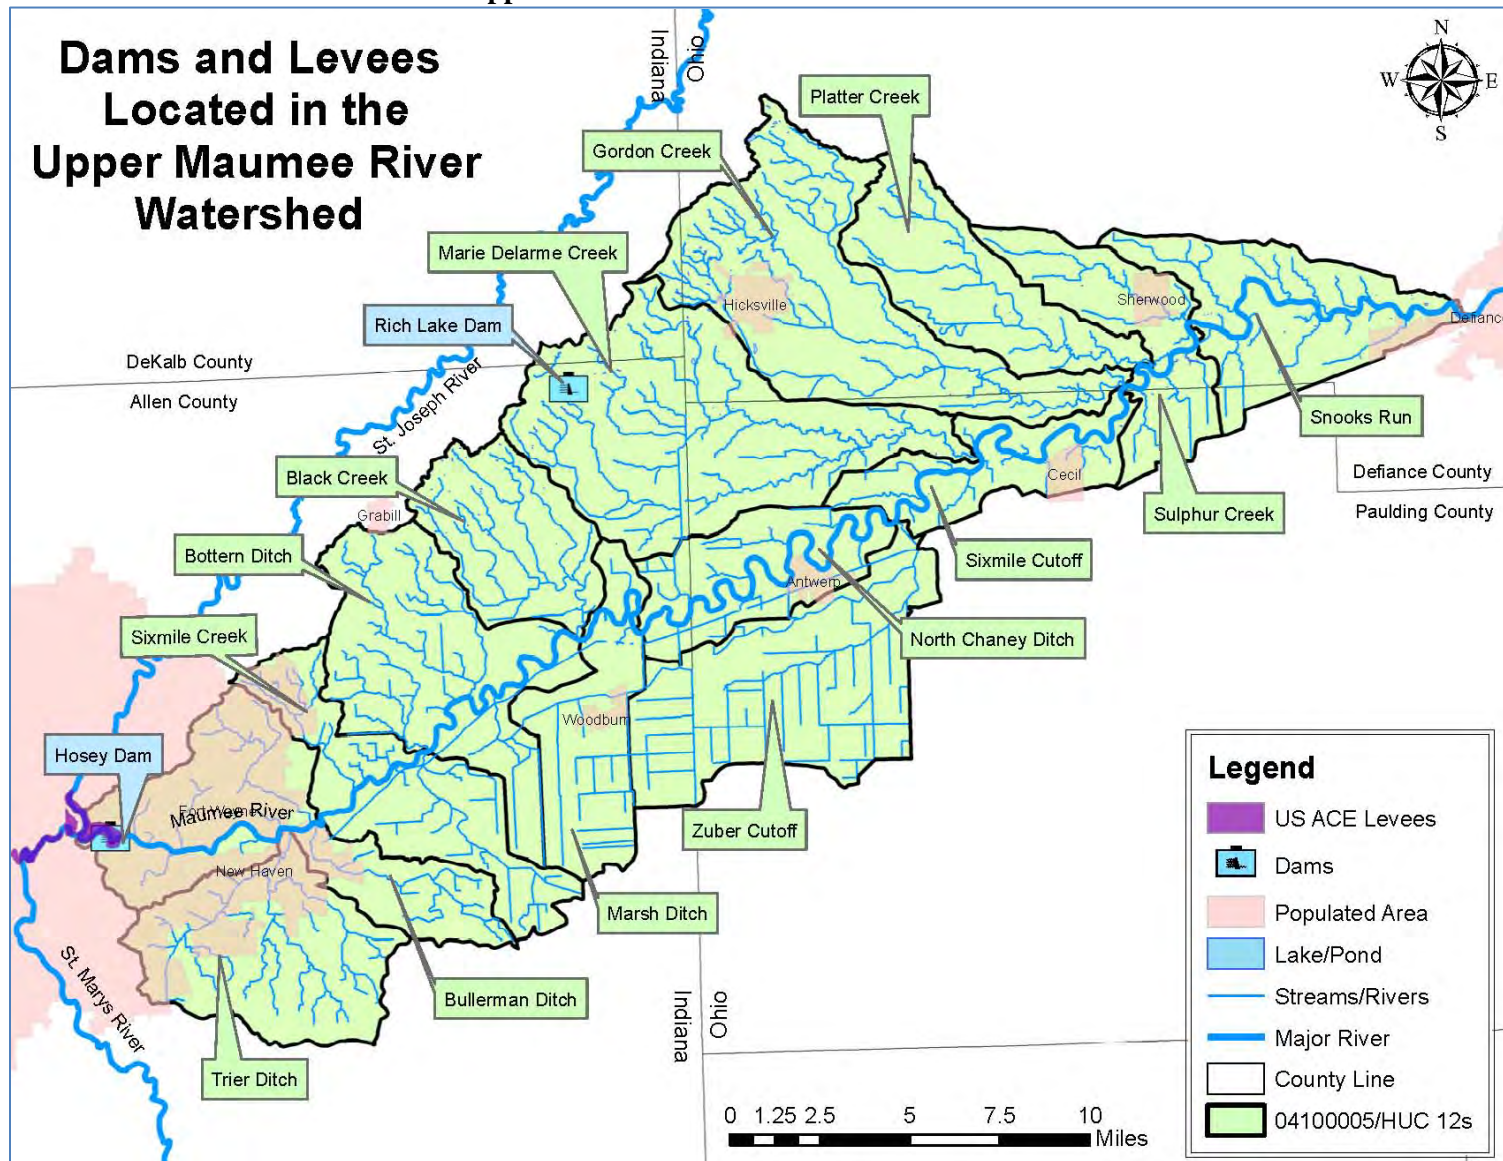 Dams and Levees
Located in the
Upper Maumee River
Watershed
Indiana
Ohio
N
W
E
S
Platter Creek
Gordon Creek
Marie Delarme Creek
Rich Lake Dam
Hicksville
Sherwood
Defiance
DeKalb County
Allen County
St. Joseph River
Snooks Run
Black Creek
Cecil
Defiance County
Grabill
Sulphur Creek
Paulding County
Bottern Ditch
Sixmile Cutoff
Antwerp
Sixmile Creek
North Chaney Ditch
Woodburn
Hosey Dam
Fort Wayne
Maumee River
Zuber Cutoff
New Haven
Marsh Ditch
St. Marys River
Bullerman Ditch
Indiana
Ohio
Trier Ditch
Legend
US ACE Levees
Dams
Populated Area
Lake/Pond
Streams/Rivers
Major River
County Line
04100005/HUC 12s
0 1.25 2.5 5 7.5 10
Miles